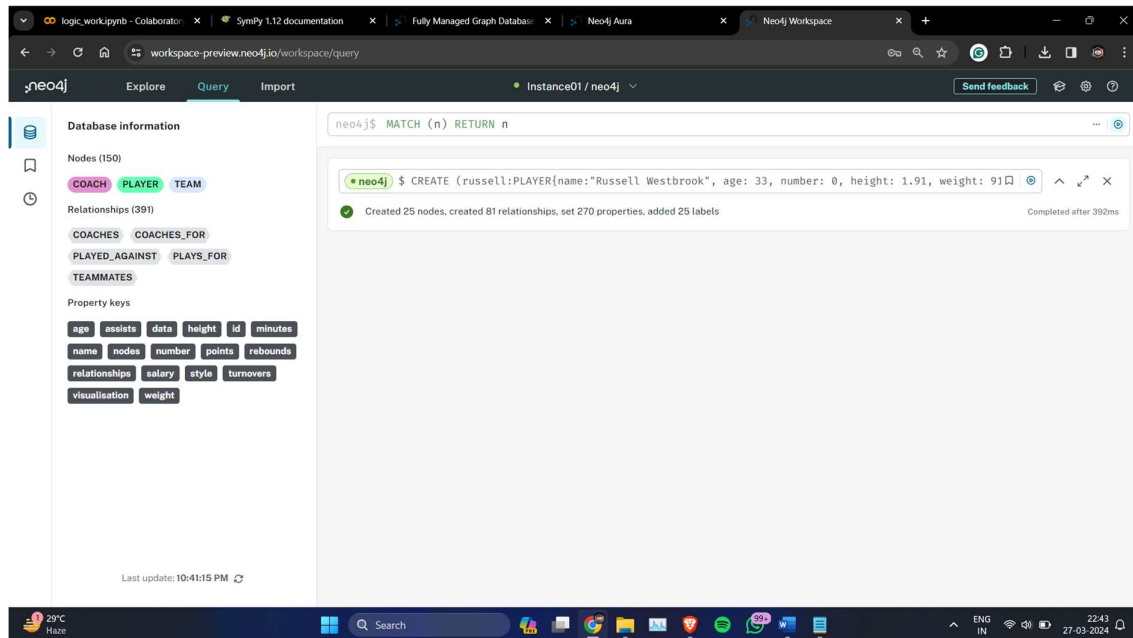 logic_work.ipynb - Colaboratory
SymPy 1.12 documentation
Fully Managed Graph Database
Neo4j Aura
Neo4j Workspace
workspace-preview.neo4j.io/workspace/query
neo4j Explore Query Import Instance01 / neo4j Send feedback
Database information
neo4j$ MATCH (n) RETURN n
Nodes (150)
COACH PLAYER TEAM
neo4j $ CREATE (russell:PLAYER{name:"Russell Westbrook", age: 33, number: 0, height: 1.91, weight: 91
Relationships (391)
Created 25 nodes, created 81 relationships, set 270 properties, added 25 labels Completed after 392ms
COACHES COACHES_FOR
PLAYED_AGAINST PLAYS_FOR
TEAMMATES
Property keys
age assists data height id minutes
name nodes number points rebounds
relationships salary style turnovers
visualisation weight
Last update: 10:41:15 PM
1 29°C
Haze
Search
PRE
99+
ENG
IN
22:43
27-03-2024